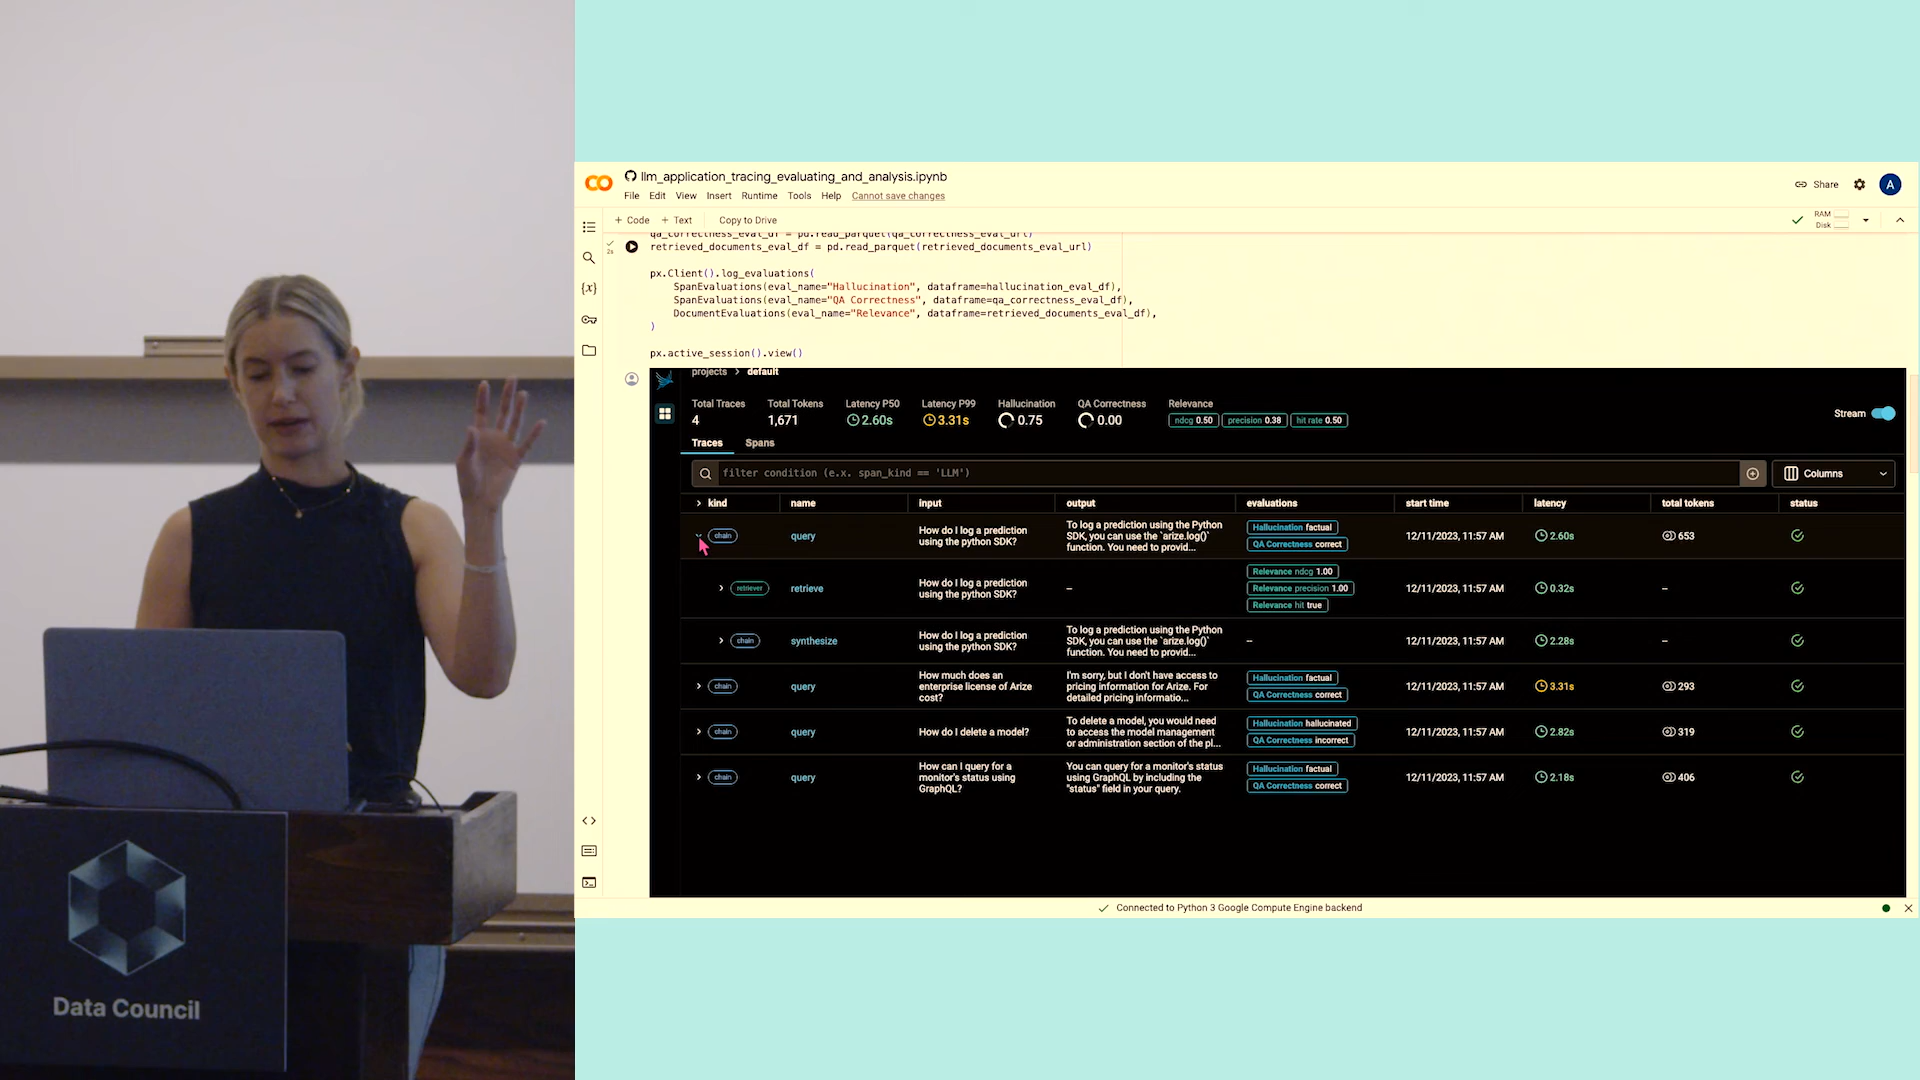 llm_application_tracing_evaluating_and_analysis.ipynb
File Edit View Insert Runtime Tools Help Cannot save changes
Share
A
+ Code + Text Copy to Drive
RAM
Disk
qa_correctness_eval_df = pd.read_parquet(qa_correctness_eval_url)
2s
retrieved_documents_eval_df = pd.read_parquet(retrieved_documents_eval_url)
px.Client().log_evaluations(
SpanEvaluations(eval_name="Hallucination", dataframe=hallucination_eval_df),
SpanEvaluations(eval_name="QA Correctness", dataframe=qa_correctness_eval_df),
DocumentEvaluations(eval_name="Relevance", dataframe=retrieved_documents_eval_df),
)
px.active_session().view()
projects > default
Total Traces Total Tokens Latency P50 Latency P99 Hallucination QA Correctness Relevance
4 1,671 2.60s 3.31s 0.75 0.00 ndcg 0.50 precision 0.38 hit rate 0.50
Stream
Traces Spans
filter condition (e.x. span_kind == 'LLM')
Columns
kind name input output evaluations start time latency total tokens status
chain query
How do I log a prediction
using the python SDK?
To log a prediction using the Python
SDK, you can use the `arize.log()`
function. You need to provid...
Hallucination factual
QA Correctness correct
12/11/2023, 11:57 AM 2.60s 653
retriever retrieve
How do I log a prediction
using the python SDK?
--
Relevance ndcg 1.00
Relevance precision 1.00
Relevance hit true
12/11/2023, 11:57 AM 0.32s --
chain synthesize
How do I log a prediction
using the python SDK?
To log a prediction using the Python
SDK, you can use the `arize.log()`
function. You need to provid...
--
12/11/2023, 11:57 AM 2.28s --
chain query
How much does an
enterprise license of Arize
cost?
I'm sorry, but I don't have access to
pricing information for Arize. For
detailed pricing informatio...
Hallucination factual
QA Correctness correct
12/11/2023, 11:57 AM 3.31s 293
chain query
How do I delete a model?
To delete a model, you would need
to access the model management
or administration section of the pl...
Hallucination hallucinated
QA Correctness incorrect
12/11/2023, 11:57 AM 2.82s 319
chain query
How can I query for a
monitor's status using
GraphQL?
You can query for a monitor's status
using GraphQL by including the
"status" field in your query.
Hallucination factual
QA Correctness correct
12/11/2023, 11:57 AM 2.18s 406
Connected to Python 3 Google Compute Engine backend
{x}
Data Council